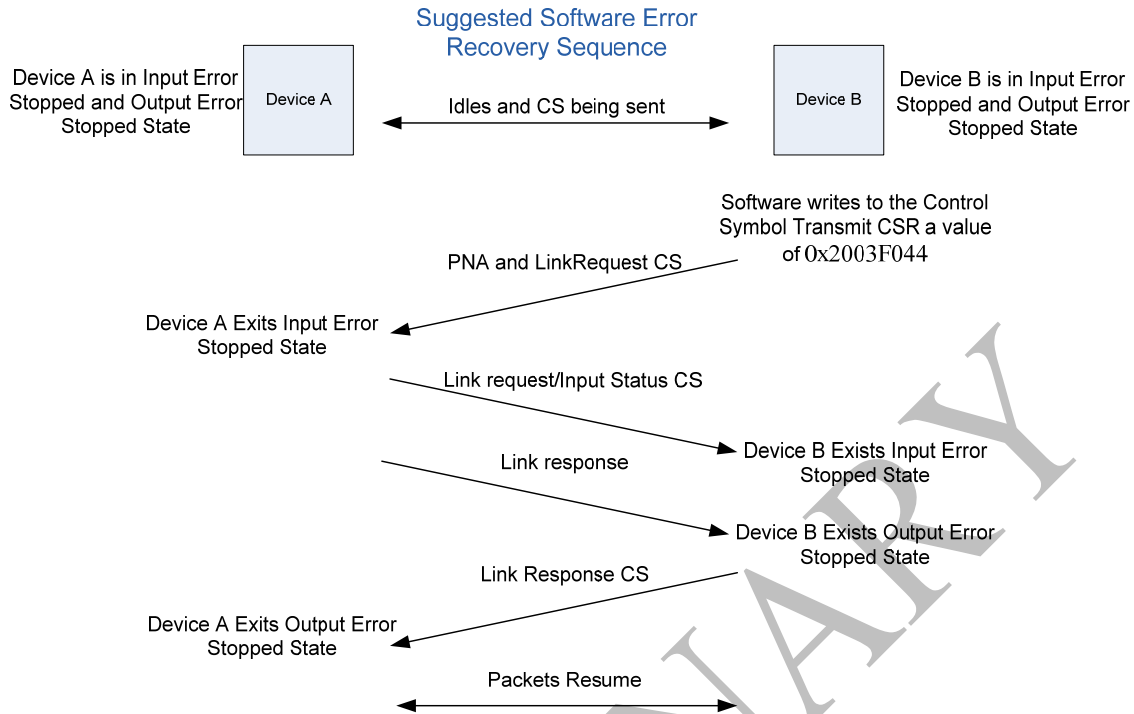 Suggested Software Error
Recovery Sequence
Device A is in Input Error
Stopped and Output Error
Stopped State
Device A
Idles and CS being sent
Device B
Device B is in Input Error
Stopped and Output Error
Stopped State
Software writes to the Control
Symbol Transmit CSR a value
of 0x2003F044
PNA and LinkRequest CS
Device A Exits Input Error
Stopped State
Link request/Input Status CS
Device B Exists Input Error
Stopped State
Link response
Device B Exists Output Error
Stopped State
Link Response CS
Device A Exits Output Error
Stopped State
Packets Resume
NARY